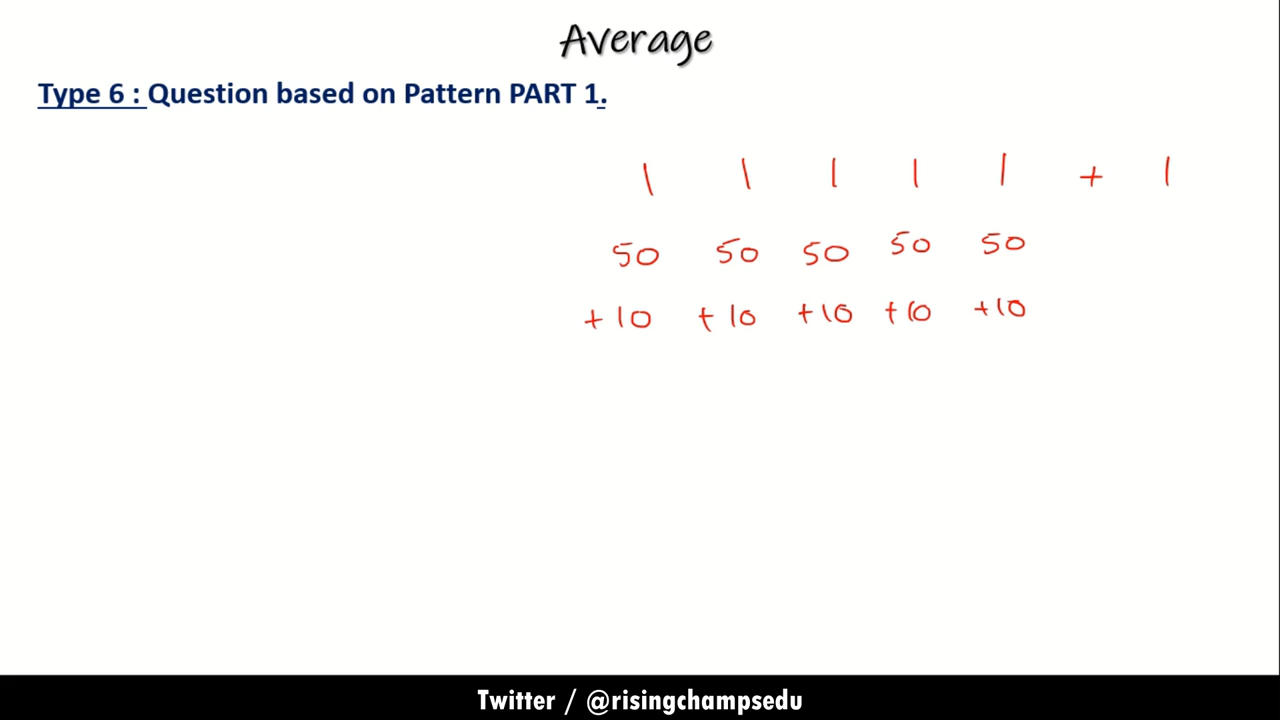 Average
Type 6 : Question based on Pattern PART 1.
1 1 1 1 1 + 1
50 50 50 50 50
+10 +10 +10 +10 +10
Twitter / @risingchampsedu